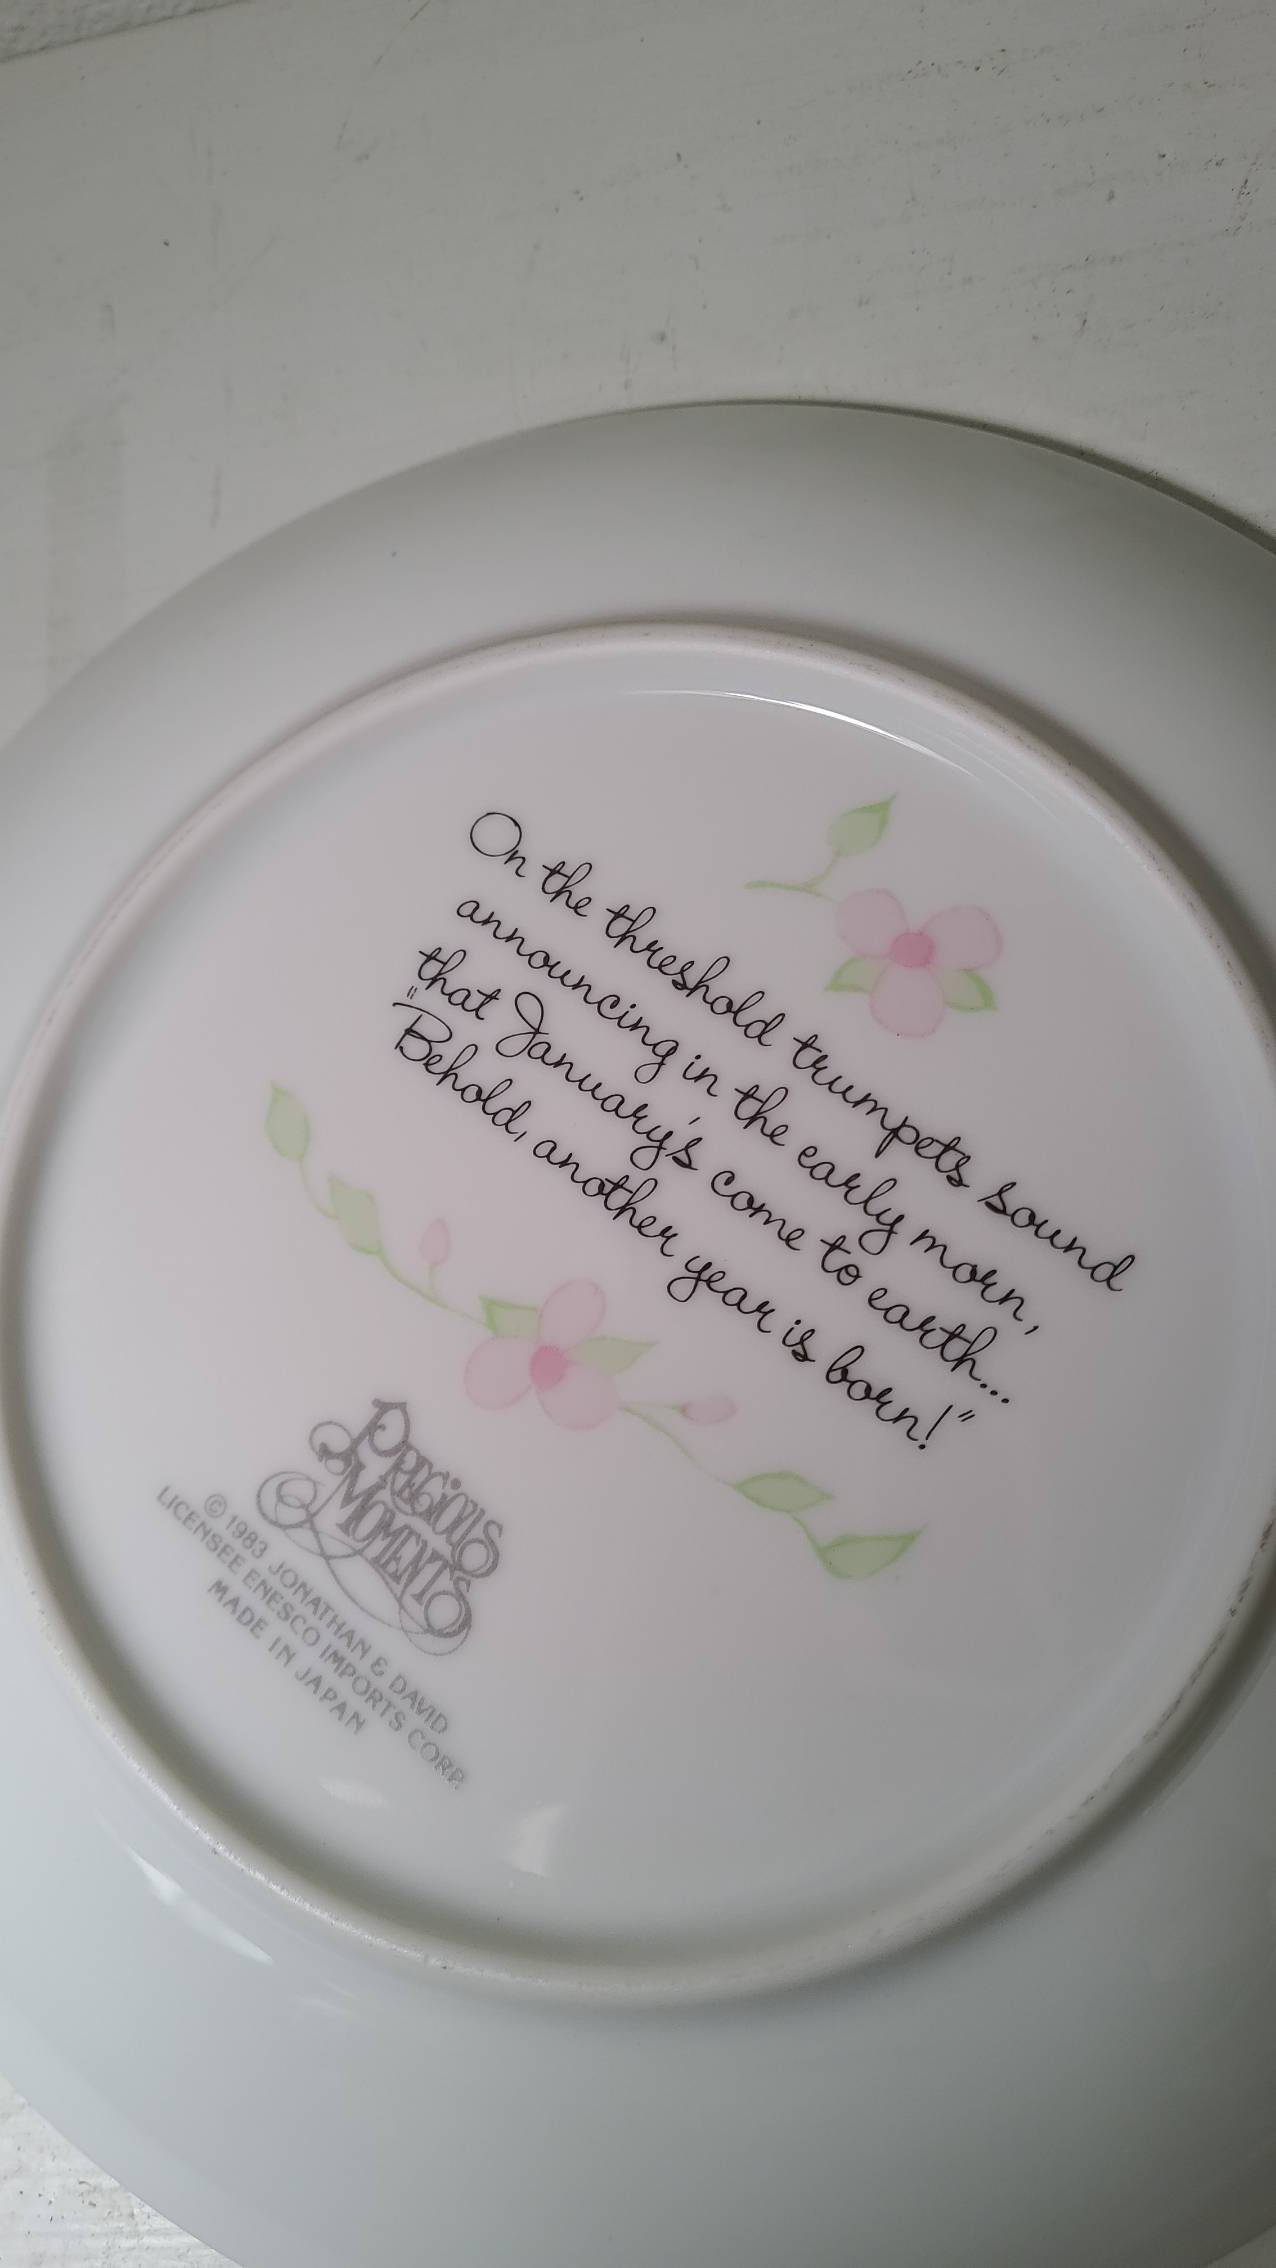 On the threshold trumpets sound
announcing in the early morn,
that January's come to earth...
"Behold, another year is born!"
PRECIOUS
MOMENTS
© 1983 JONATHAN & DAVID
LICENSEE ENESCO IMPORTS CORP.
MADE IN JAPAN